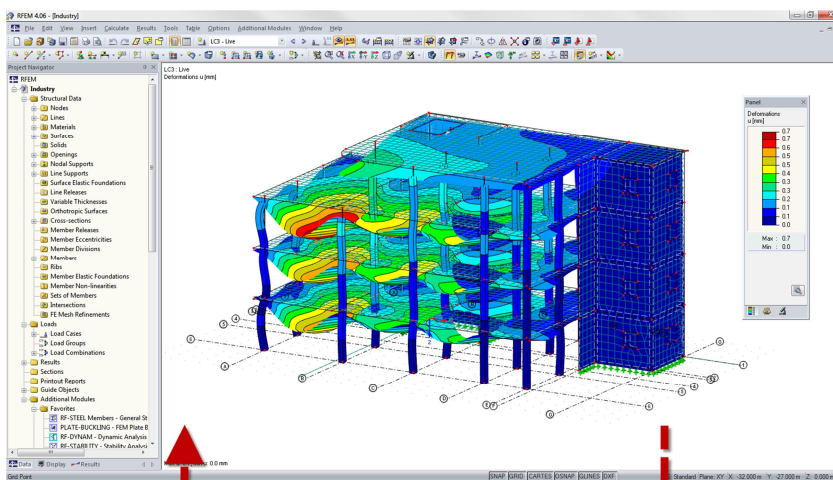 RFEM 4.06 - [Industry]
File Edit View Insert Calculate Results Tools Table Options Additional Modules Window Help
LC3 - Live
Project Navigator
RFEM
Industry
Structural Data
Nodes
Lines
Materials
Surfaces
Solids
Openings
Nodal Supports
Line Supports
Surface Elastic Foundations
Line Releases
Variable Thicknesses
Orthotropic Surfaces
Cross-sections
Member Releases
Member Eccentricities
Member Divisions
Members
Ribs
Member Elastic Foundations
Member Non-linearities
Sets of Members
Intersections
FE Mesh Refinements
Loads
Load Cases
Load Groups
Load Combinations
Results
Sections
Printout Reports
Guide Objects
Additional Modules
Favorites
RF-STEEL Members - General St
PLATE-BUCKLING - FEM Plate B
RF-DYNAM - Dynamic Analysis
RF-STABILITY - Stability Analysi
Data Display Results
LC3 : Live
Deformations u [mm]
Panel
Deformations
u [mm]
0.7
0.7
0.6
0.5
0.5
0.4
0.3
0.3
0.2
0.1
0.1
0.0
Max : 0.7
Min : 0.0
0.0 mm
Grid Point
SNAP GRID CARTES OSNAP GLINES DXF
Standard Plane: XY X: -32.000 m Y: -27.000 m Z: 0.000 m